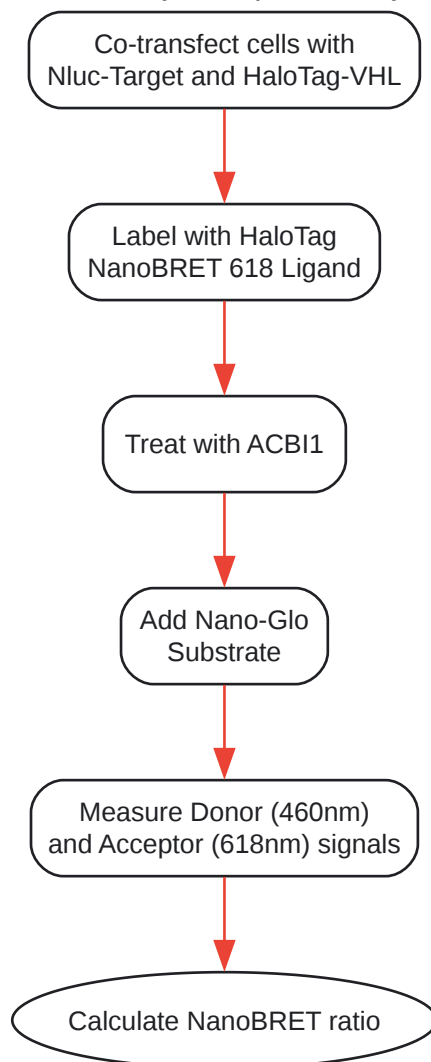 Co-transfect cells with
Nluc-Target and HaloTag-VHL
Label with HaloTag
NanoBRET 618 Ligand
Treat with ACBI1
Add Nano-Glo
Substrate
Measure Donor (460nm)
and Acceptor (618nm) signals
Calculate NanoBRET ratio